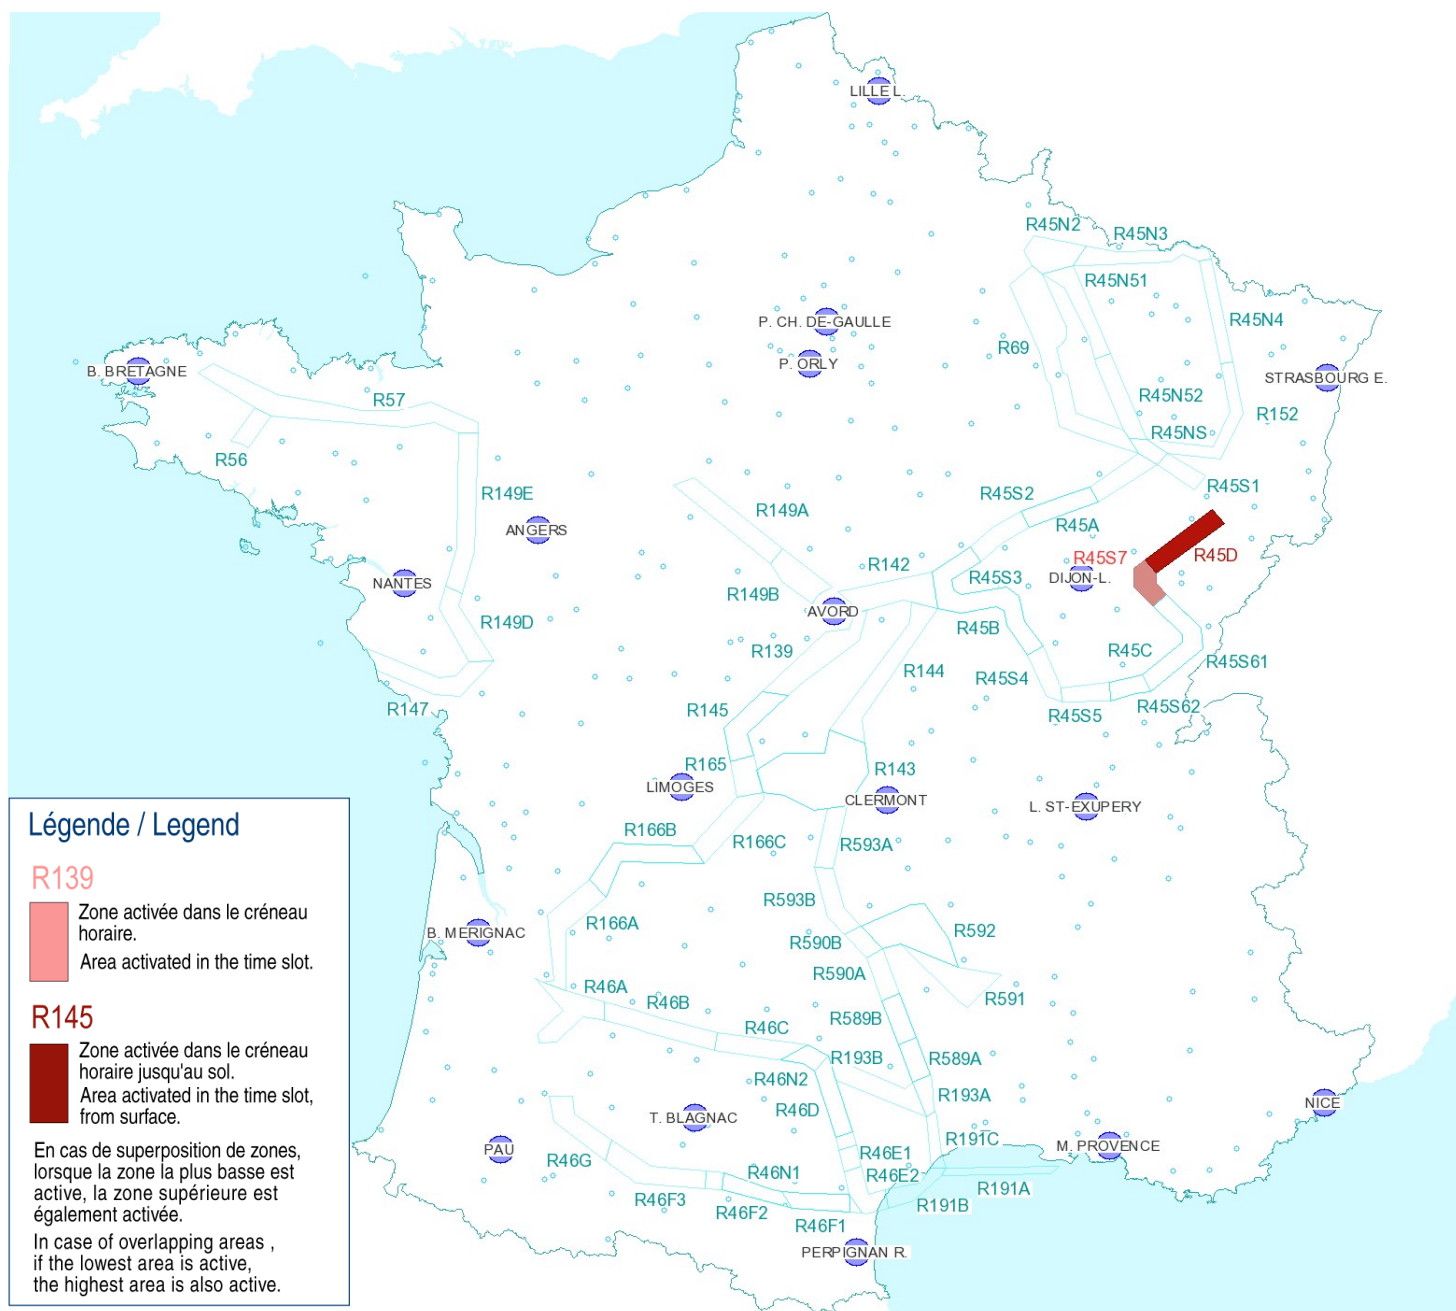 LILLE L.
R45N2
R45N3
R45N51
P. CH. DE-GAULLE
R45N4
R69
P. ORLY
B. BRETAGNE
STRASBOURG E.
R57
R45N52
R152
R45NS
R56
R149E
R45S2
R45S1
R149A
R45A
ANGERS
R142
R45S7
R45D
R45S3
DIJON-L.
NANTES
R149B
AVORD
R149D
R45B
R139
R45C
R45S61
R144
R45S4
R147
R145
R45S5
R45S62
R165
R143
LIMOGES
CLERMONT
L. ST-EXUPERY
R166B
R166C
R593A
R593B
R166A
B. MERIGNAC
R590B
R592
R590A
R46A
R46B
R591
R46C
R589B
R193B
R589A
R46N2
R193A
R46D
T. BLAGNAC
NICE
PAU
R191C
M. PROVENCE
R46G
R46E1
R46N1
R46E2
R191A
R46F3
R46F2
R191B
R46F1
PERPIGNAN R.
Légende / Legend
R139
Zone activée dans le créneau
horaire.
Area activated in the time slot.
R145
Zone activée dans le créneau
horaire jusqu'au sol.
Area activated in the time slot,
from surface.
En cas de superposition de zones,
lorsque la zone la plus basse est
active, la zone supérieure est
également activée.
In case of overlapping areas ,
if the lowest area is active,
the highest area is also active.